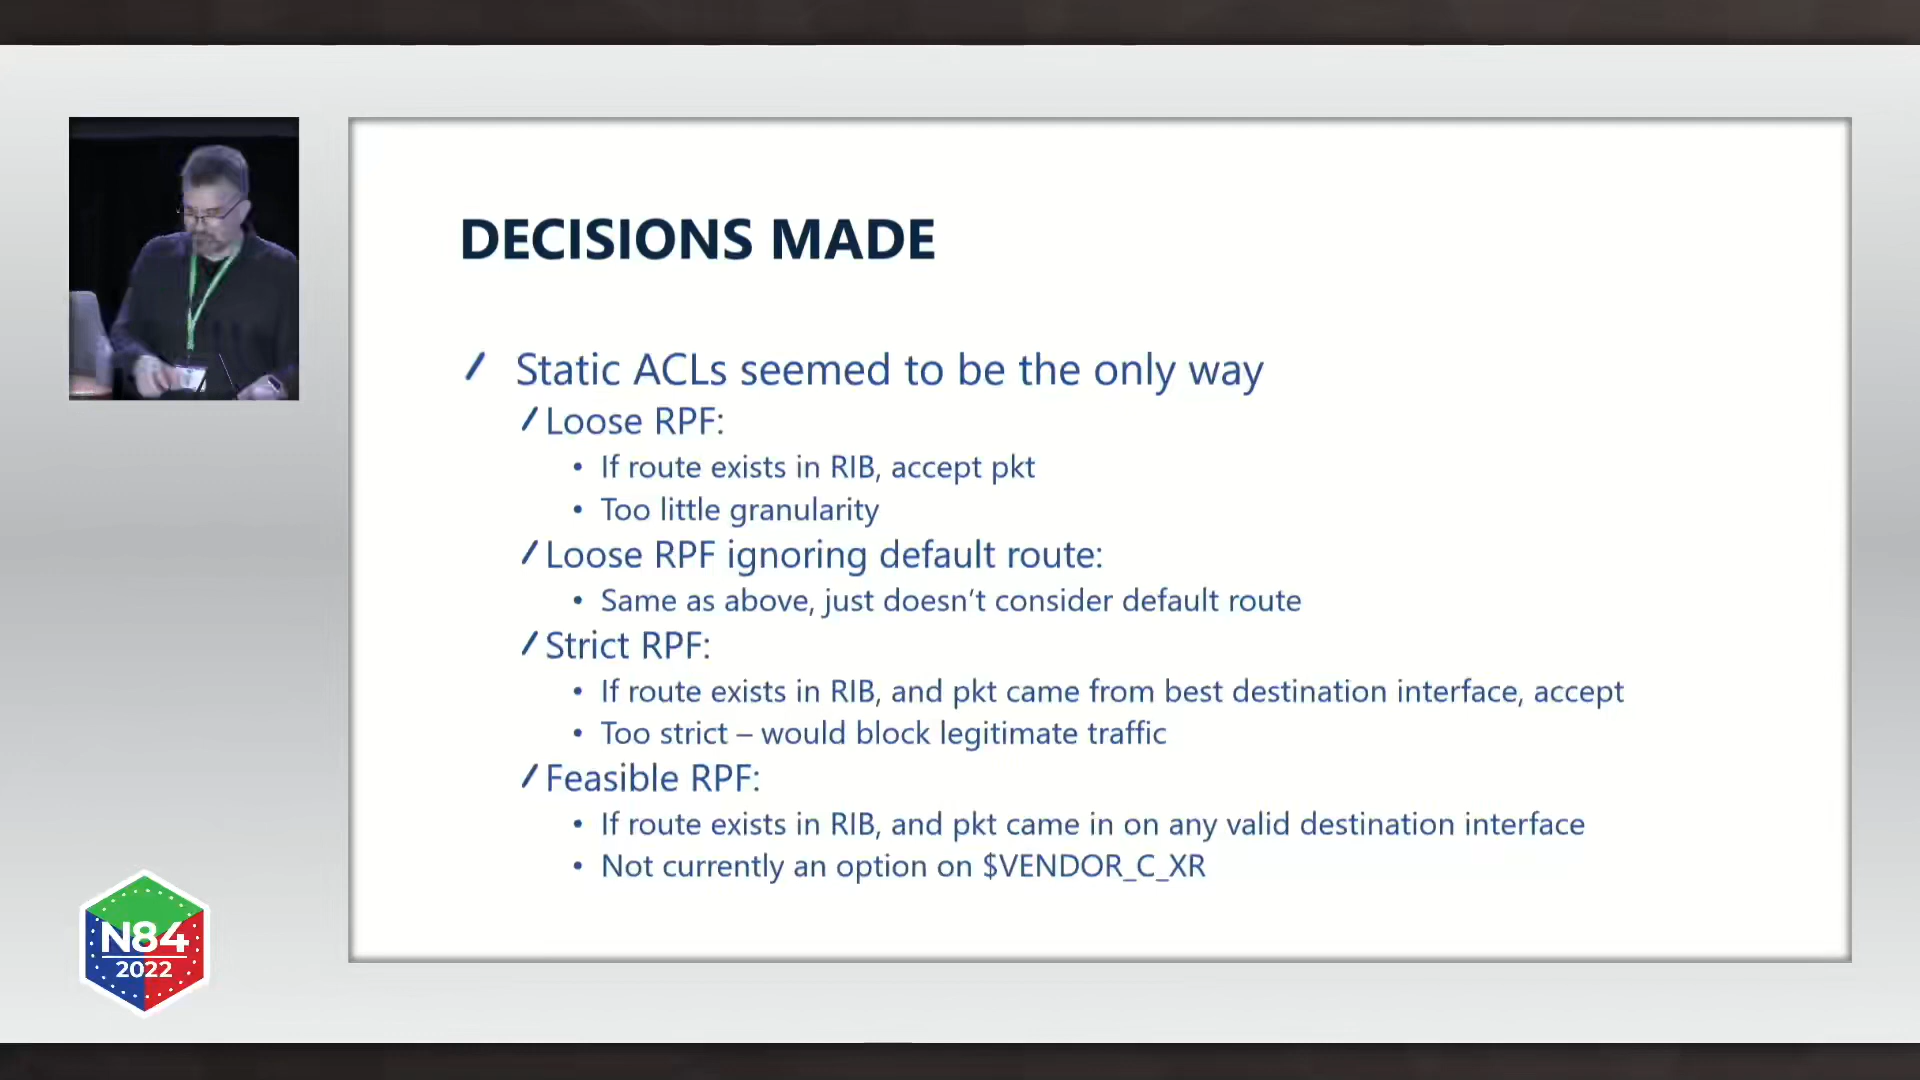 DECISIONS MADE
Static ACLs seemed to be the only way
Loose RPF:
• If route exists in RIB, accept pkt
• Too little granularity
Loose RPF ignoring default route:
• Same as above, just doesn’t consider default route
Strict RPF:
• If route exists in RIB, and pkt came from best destination interface, accept
• Too strict – would block legitimate traffic
Feasible RPF:
• If route exists in RIB, and pkt came in on any valid destination interface
• Not currently an option on $VENDOR_C_XR
N84
2022